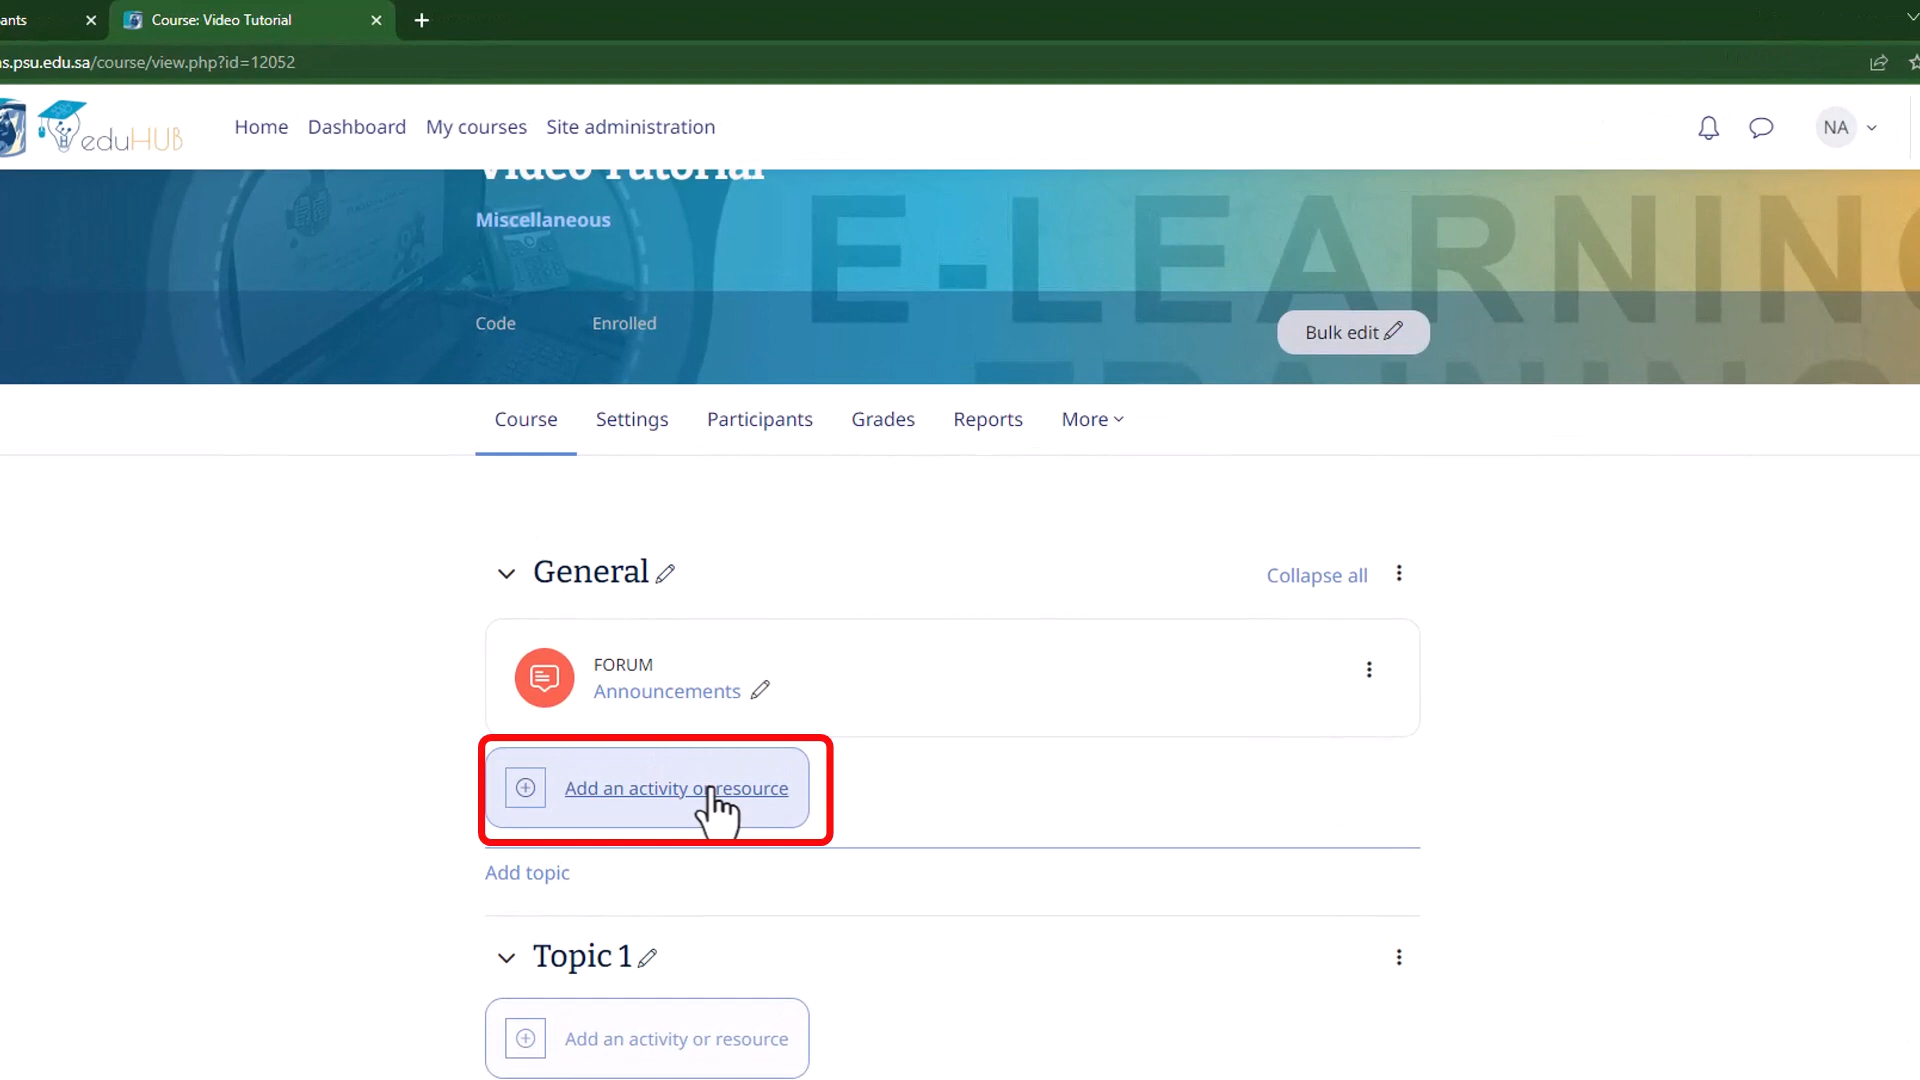 ants
Course: Video Tutorial
s.psu.edu.sa/course/view.php?id=12052
eduHUB
Home Dashboard My courses Site administration
NA
Video Tutorial
Miscellaneous
E-LEARNING
TRAINING
Code Enrolled
Bulk edit
Course Settings Participants Grades Reports More
General
Collapse all
FORUM
Announcements
Add an activity or resource
Add topic
Topic 1
Add an activity or resource